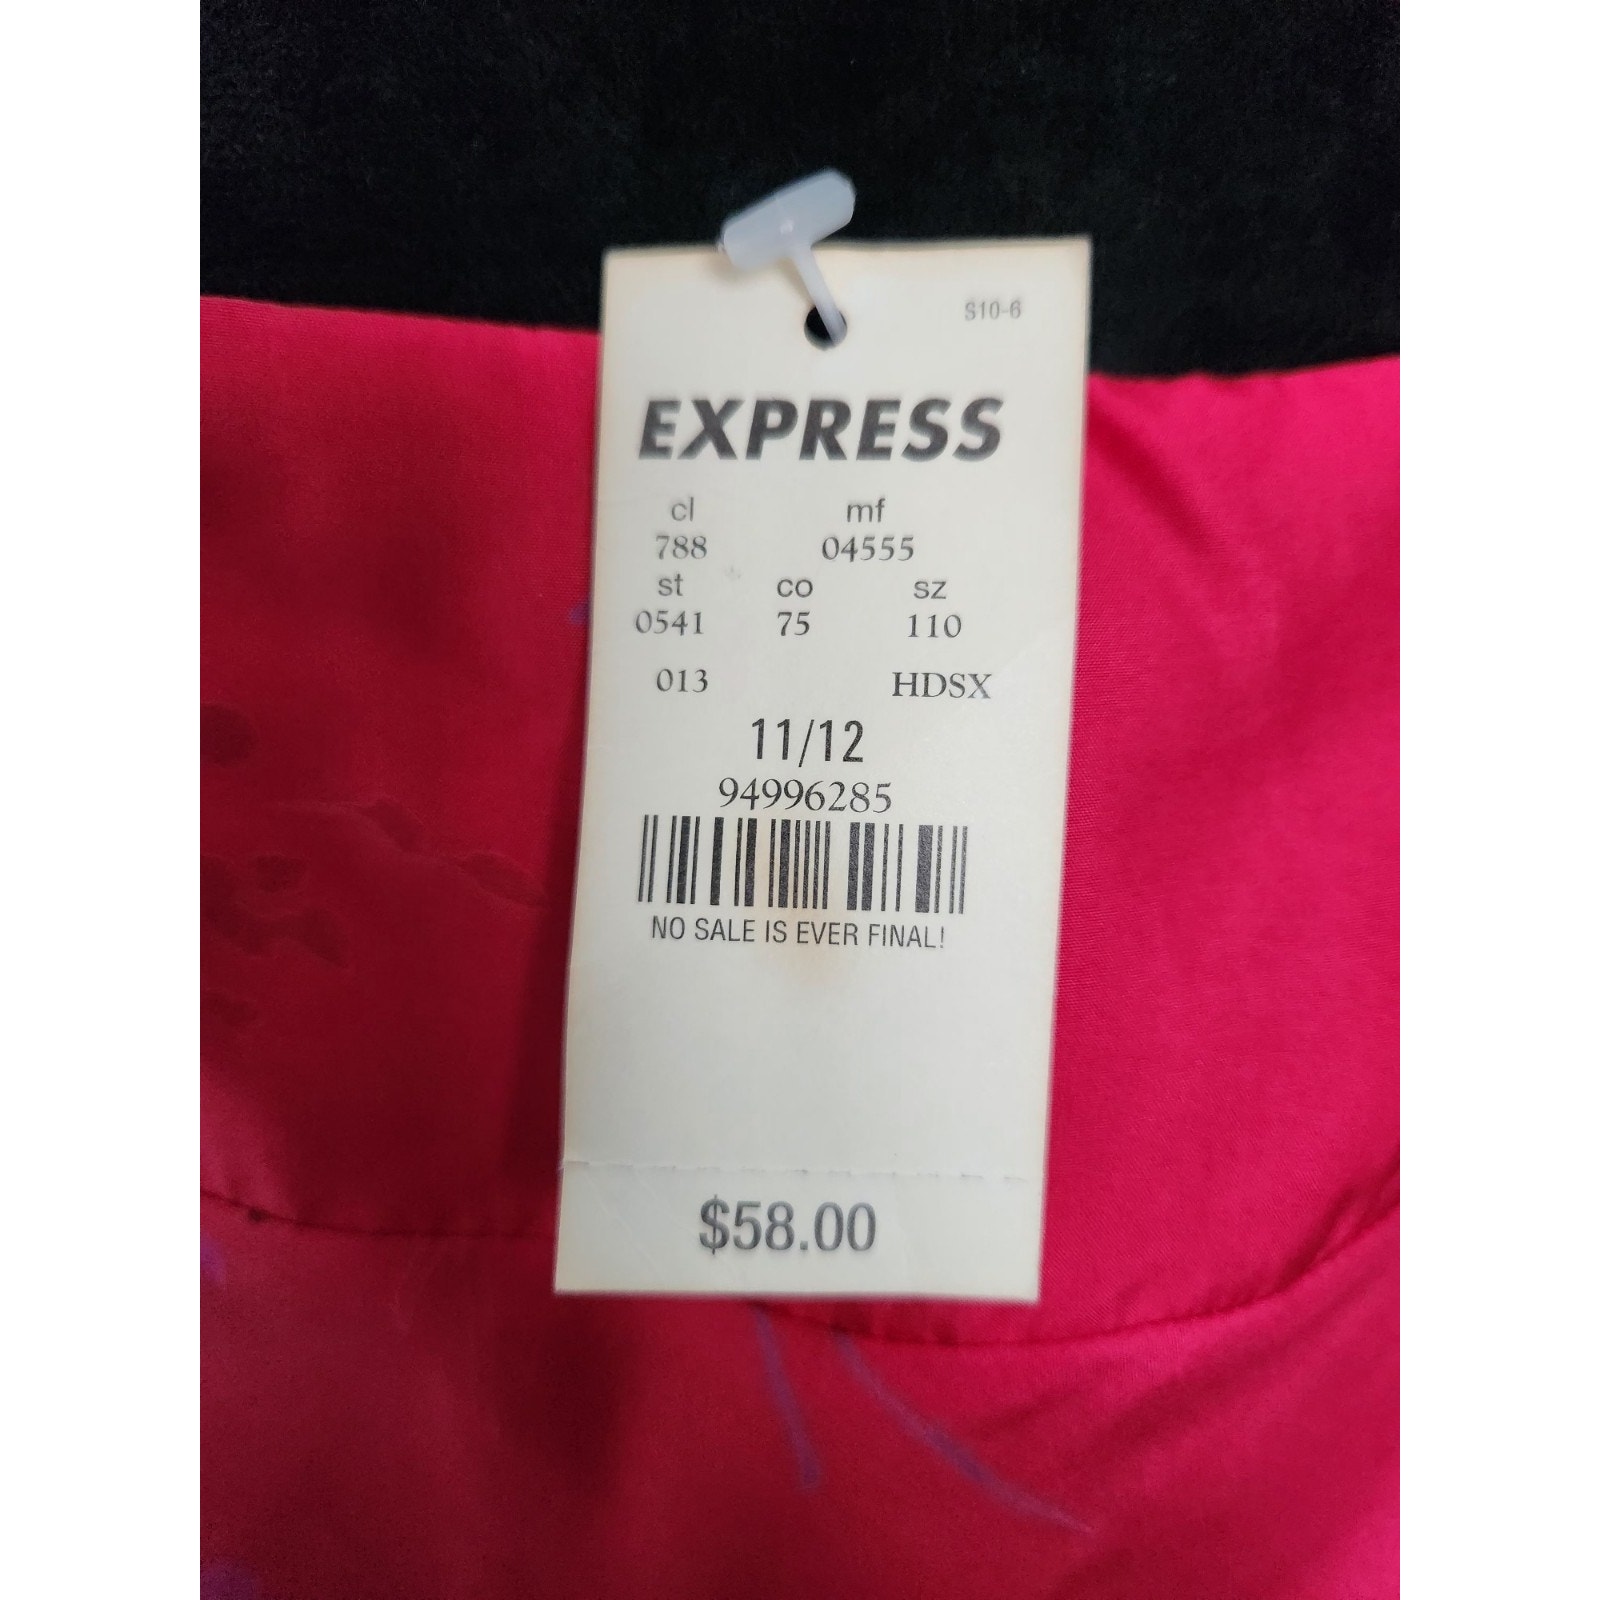 S10-6
EXPRESS
cl mf
788 04555
st co sz
0541 75 110
013 HDSX
11/12
94996285
NO SALE IS EVER FINAL!
$58.00